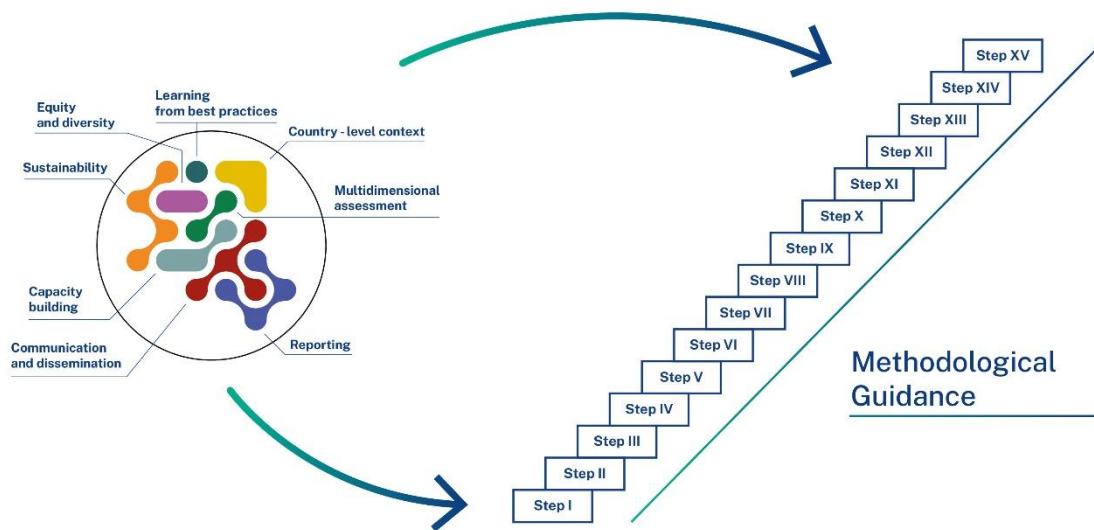 Learning
from best practices
Equity
and diversity
Country - level context
Sustainability
Multidimensional
assessment
Capacity
building
Communication
and dissemination
Reporting
Step XV
Step XIV
Step XIII
Step XII
Step XI
Step X
Step IX
Step VIII
Step VII
Step VI
Step V
Step IV
Step III
Step II
Step I
Methodological
Guidance